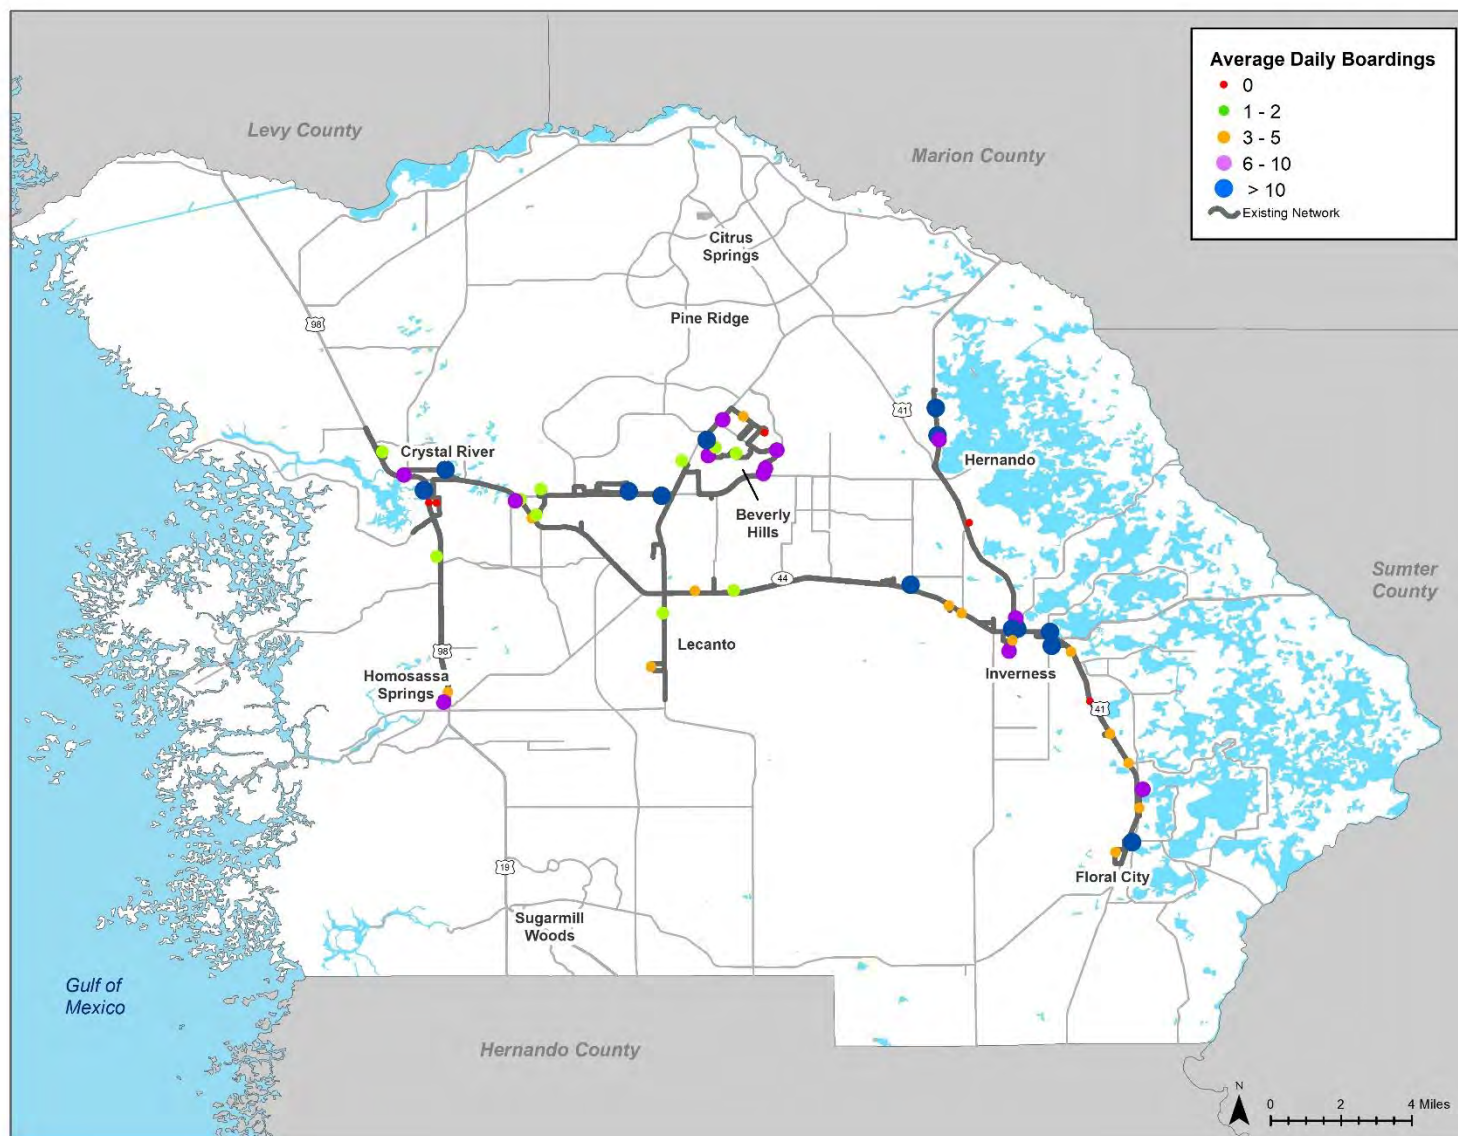 Average Daily Boardings
0
1 - 2
3 - 5
6 - 10
> 10
Existing Network
Levy County
Marion County
Citrus
Springs
Pine Ridge
98
41
Crystal River
Hernando
Beverly
Hills
44
Sumter
County
98
Lecanto
Homosassa
Springs
Inverness
41
19
Floral City
Sugarmill
Woods
Gulf of
Mexico
Hernando County
N
0 2 4 Miles